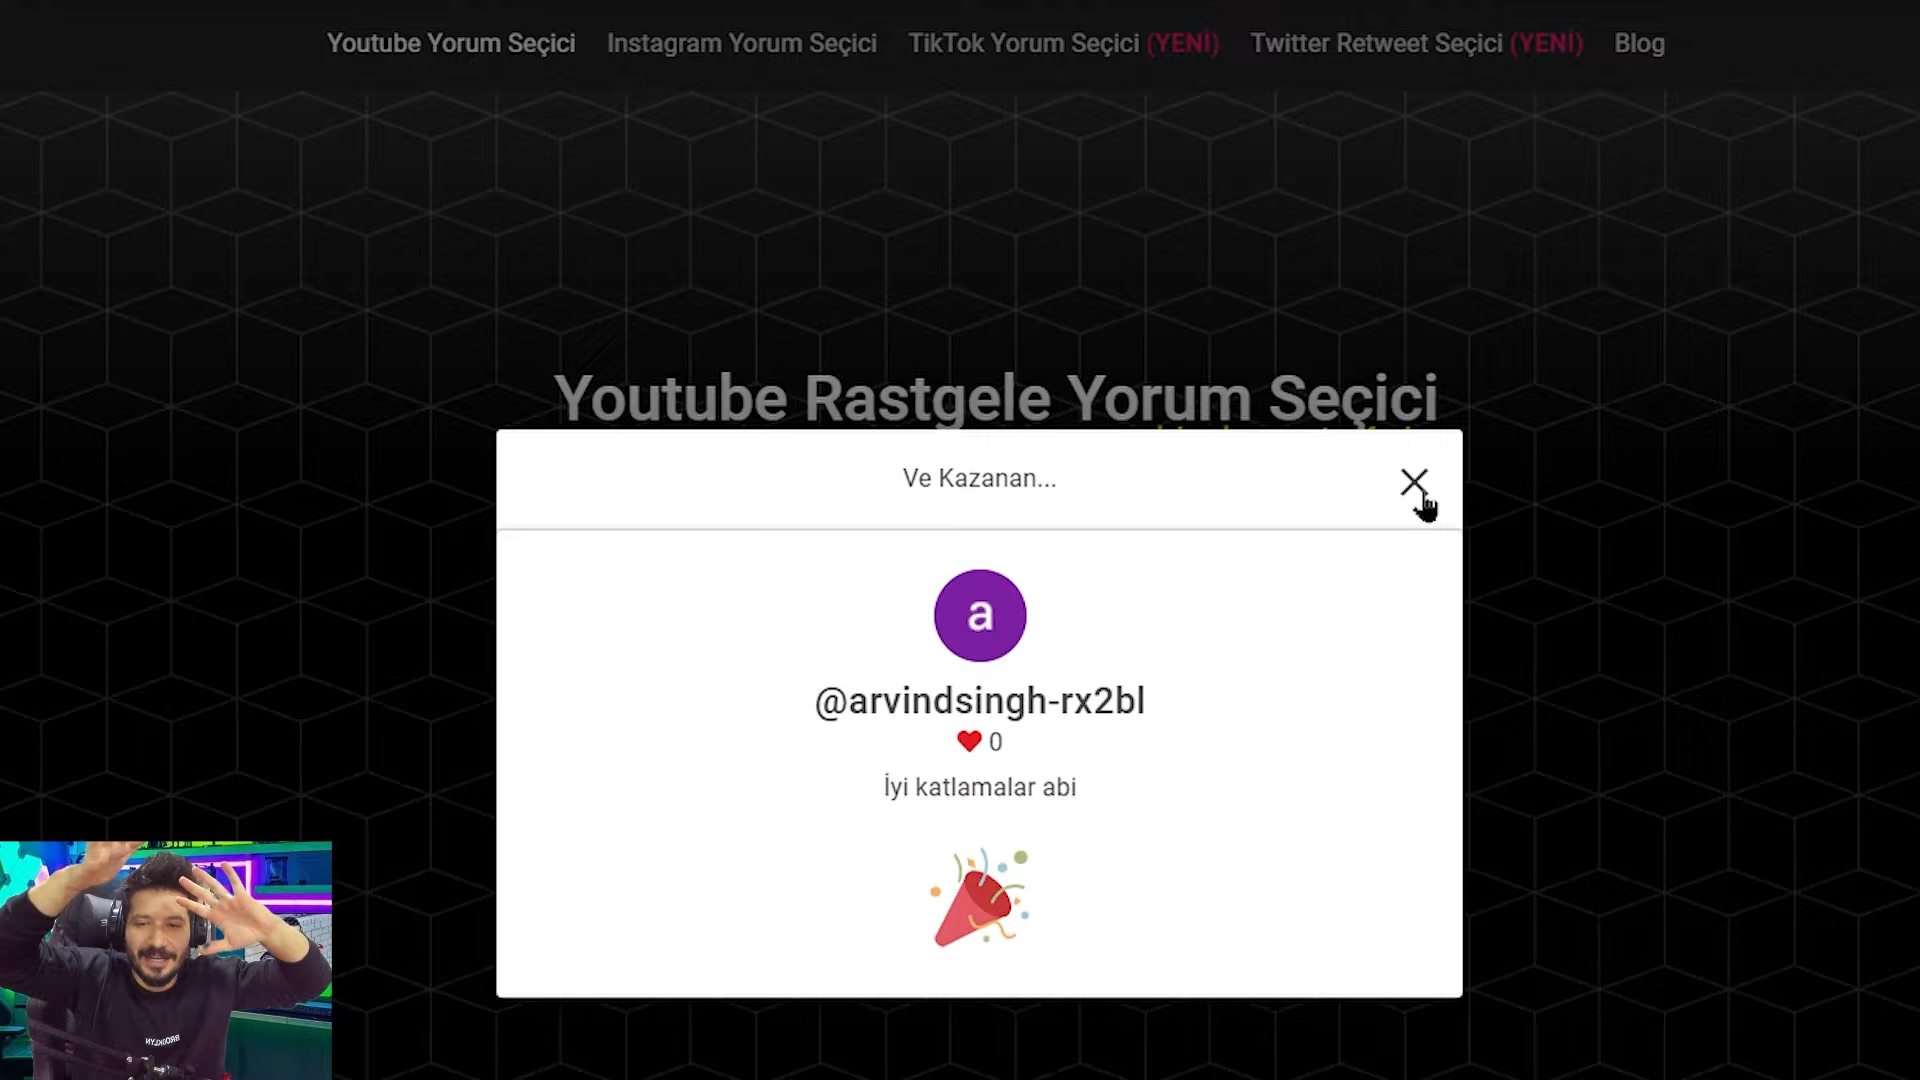 Youtube Yorum Seçici Instagram Yorum Seçici TikTok Yorum Seçici (YENİ) Twitter Retweet Seçici (YENİ) Blog
Youtube Rastgele Yorum Seçici
Ve Kazanan...
a
@arvindsingh-rx2bl
0
İyi katlamalar abi
BROOKLYN